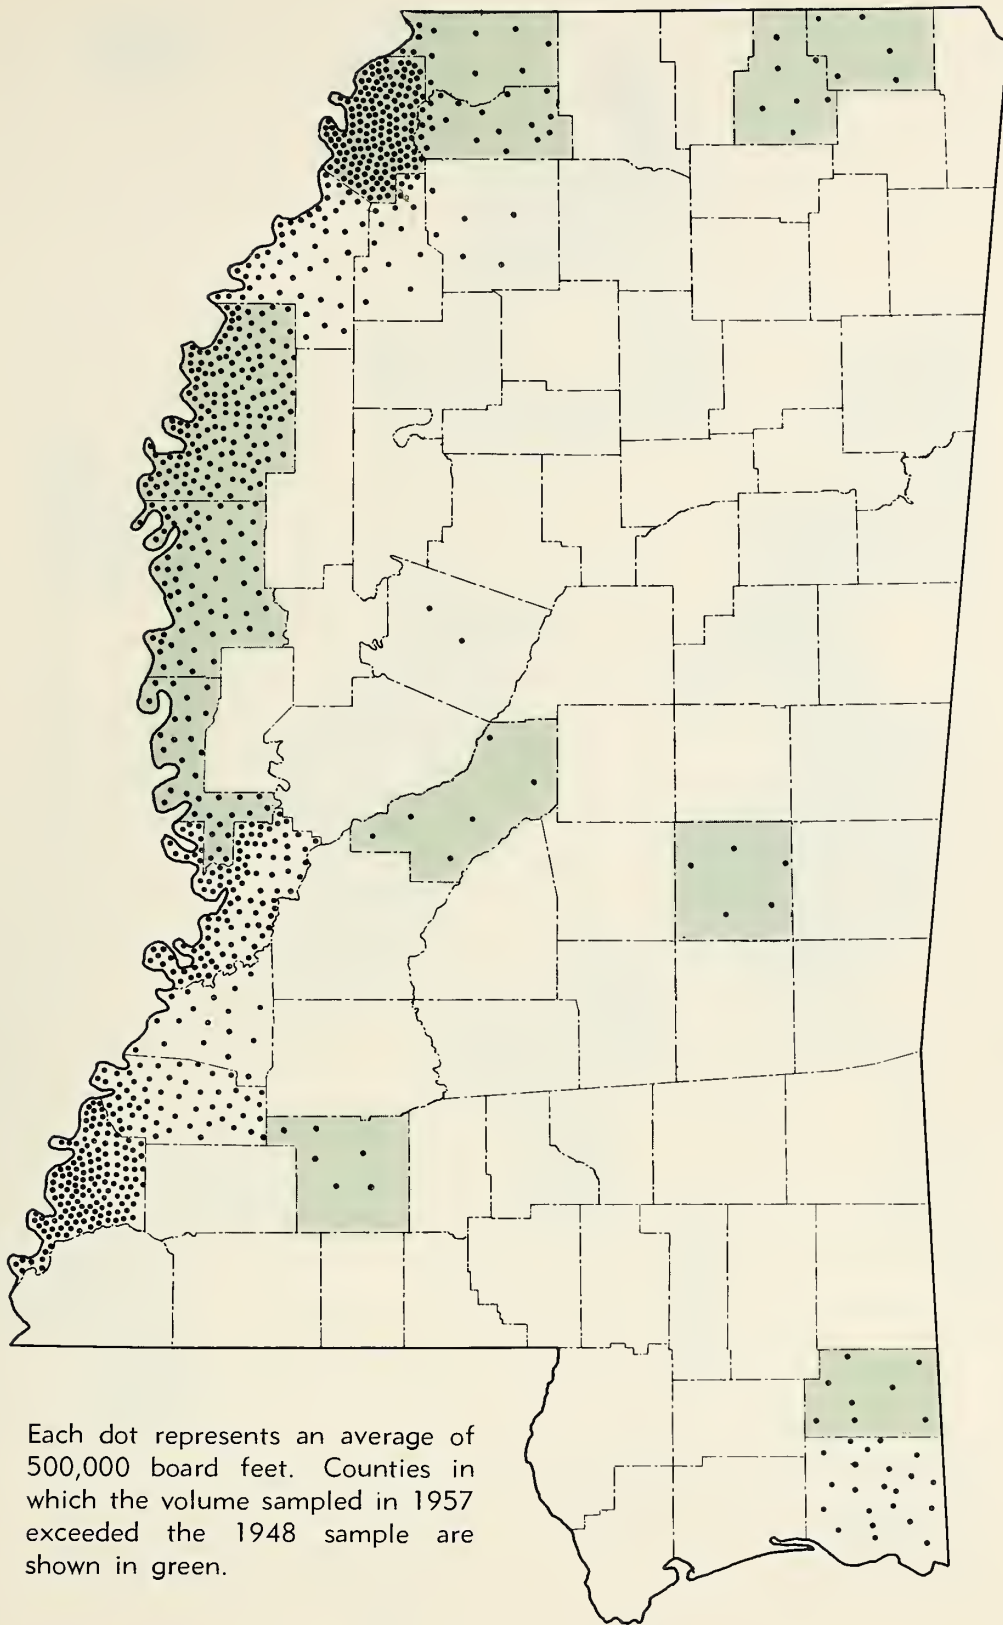 Each dot represents an average of
500,000 board feet. Counties in
which the volume sampled in 1957
exceeded the 1948 sample are
shown in green.